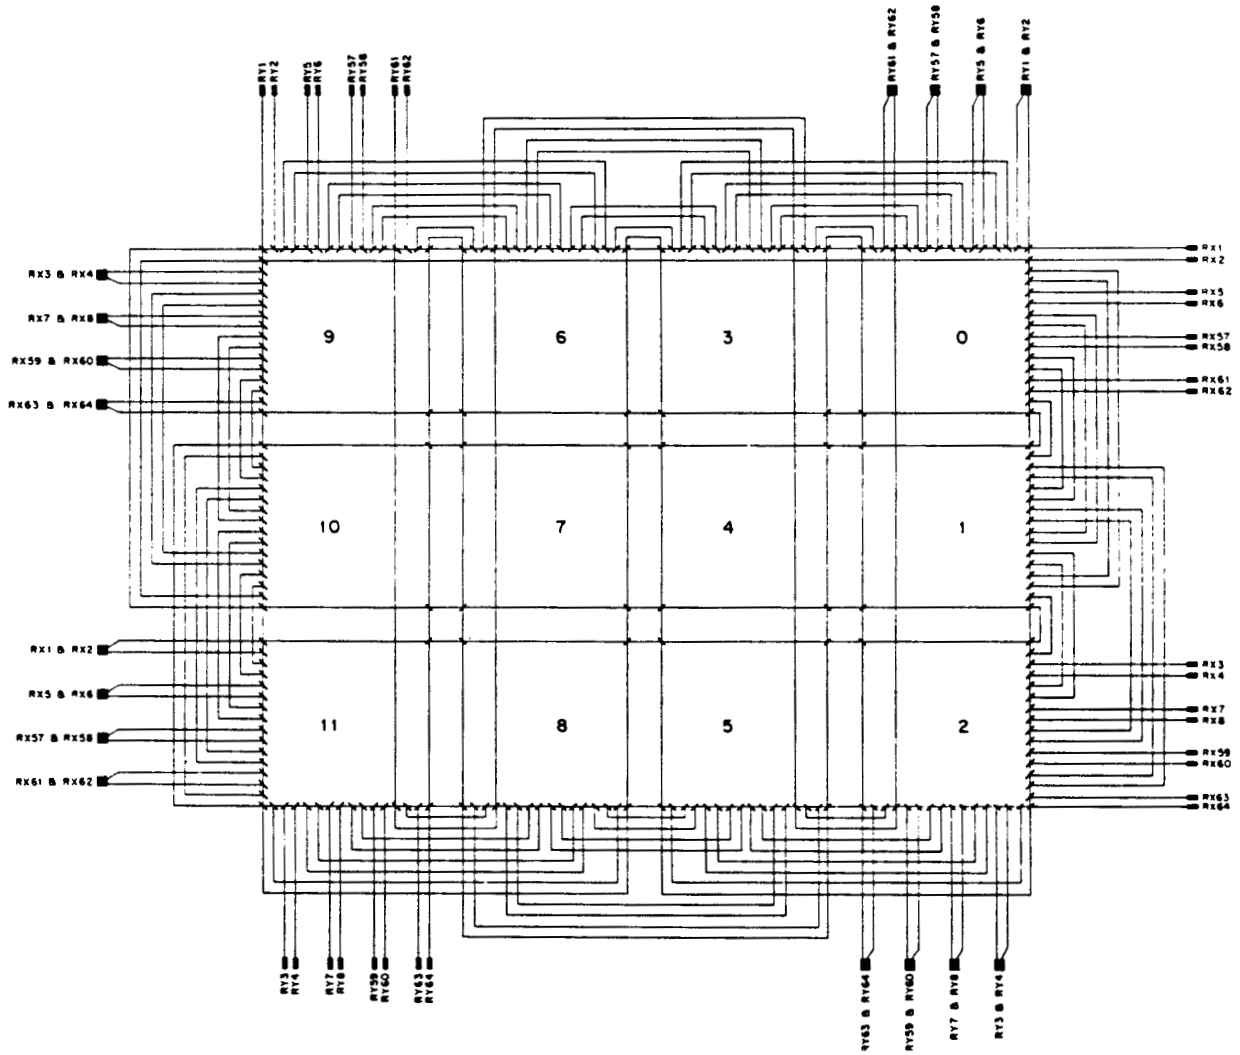 RY1
RY2
RY5
RY6
RY57
RY58
RY61
RY62
RY61 & RY62
RY57 & RY58
RY5 & RY6
RY1 & RY2
RX3 & RX4
RX7 & RX8
RX59 & RX60
RX63 & RX64
RX1
RX2
RX5
RX6
RX57
RX58
RX61
RX62
9 6 3 0
10 7 4 1
11 8 5 2
RX1 & RX2
RX5 & RX6
RX57 & RX58
RX61 & RX62
RX3
RX4
RX7
RX8
RX59
RX60
RX63
RX64
RY3
RY4
RY7
RY8
RY59
RY60
RY63
RY64
RY63 & RY64
RY59 & RY60
RY7 & RY8
RY3 & RY4